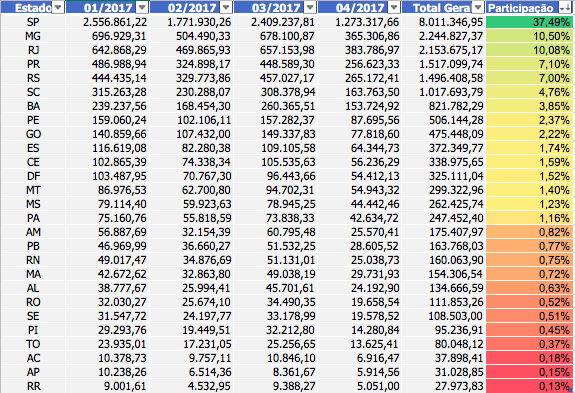 Estado 01/2017 02/2017 03/2017 04/2017 Total Gera Participação
SP 2.556.861,22 1.771.930,26 2.409.237,81 1.273.317,66 8.011.346,95 37,49%
MG 696.929,31 504.490,33 678.100,87 365.306,86 2.244.827,37 10,50%
RJ 642.868,29 469.865,93 657.153,98 383.786,97 2.153.675,17 10,08%
PR 486.988,94 324.898,17 448.589,30 256.623,33 1.517.099,74 7,10%
RS 444.435,14 329.773,86 457.027,17 265.172,41 1.496.408,58 7,00%
SC 315.263,28 230.288,07 308.378,94 163.763,50 1.017.693,79 4,76%
BA 239.237,56 168.454,30 260.365,51 153.724,92 821.782,29 3,85%
PE 159.060,24 102.106,11 157.282,37 87.695,56 506.144,28 2,37%
GO 140.859,66 107.432,00 149.337,83 77.818,60 475.448,09 2,22%
ES 116.619,08 82.280,38 109.105,58 64.344,73 372.349,77 1,74%
CE 102.865,39 74.338,34 105.535,63 56.236,29 338.975,65 1,59%
DF 103.487,95 70.767,30 96.443,66 54.412,13 325.111,04 1,52%
MT 86.976,53 62.700,80 94.702,31 54.943,32 299.322,96 1,40%
MS 79.114,40 59.923,63 78.945,25 44.442,46 262.425,74 1,23%
PA 75.160,76 55.818,59 73.838,33 42.634,72 247.452,40 1,16%
AM 56.887,69 32.154,39 60.795,48 25.570,41 175.407,97 0,82%
PB 46.969,99 36.660,27 51.532,25 28.605,52 163.768,03 0,77%
RN 49.017,47 34.876,69 51.131,01 25.038,73 160.063,90 0,75%
MA 42.672,62 32.863,80 49.038,19 29.731,93 154.306,54 0,72%
AL 38.777,67 25.994,41 45.701,61 24.192,90 134.666,59 0,63%
RO 32.030,27 25.674,10 34.490,35 19.658,54 111.853,26 0,52%
SE 31.547,72 24.197,77 33.178,99 19.578,52 108.503,00 0,51%
PI 29.293,76 19.449,51 32.212,80 14.280,84 95.236,91 0,45%
TO 23.935,01 17.231,05 25.256,65 13.625,41 80.048,12 0,37%
AC 10.378,73 9.757,11 10.846,10 6.916,47 37.898,41 0,18%
AP 10.238,26 6.514,36 8.361,67 5.914,56 31.028,85 0,15%
RR 9.001,61 4.532,95 9.388,27 5.051,00 27.973,83 0,13%